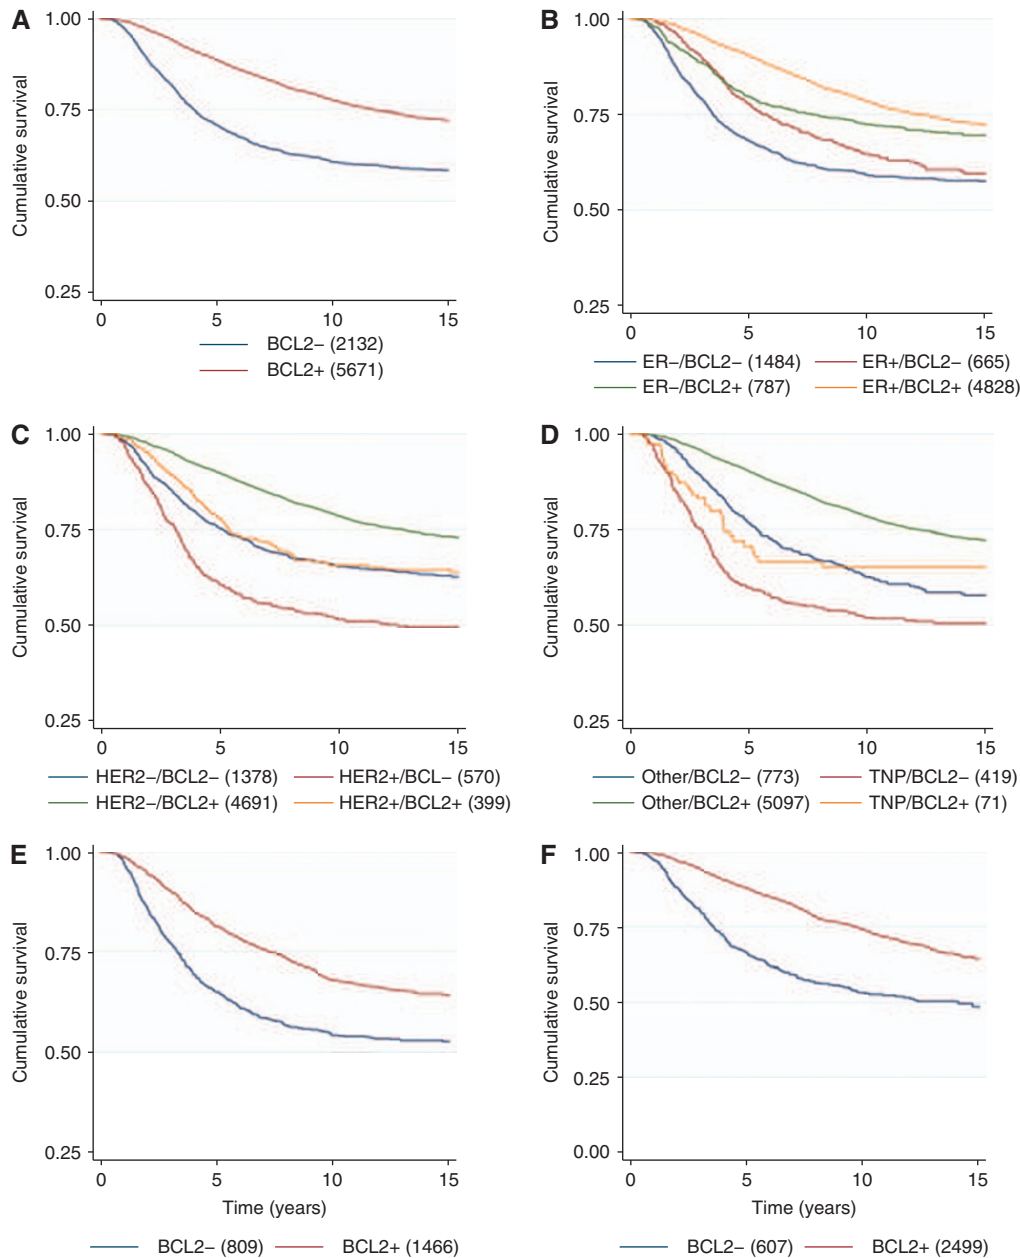 A
Cumulative survival
1.00
0.75
0.50
0.25
0 5 10 15
BCL2− (2132)
BCL2+ (5671)
B
Cumulative survival
1.00
0.75
0.50
0.25
0 5 10 15
ER−/BCL2− (1484) ER+/BCL2− (665)
ER−/BCL2+ (787) ER+/BCL2+ (4828)
C
Cumulative survival
1.00
0.75
0.50
0.25
0 5 10 15
HER2−/BCL2− (1378) HER2+/BCL− (570)
HER2−/BCL2+ (4691) HER2+/BCL2+ (399)
D
Cumulative survival
1.00
0.75
0.50
0.25
0 5 10 15
Other/BCL2− (773) TNP/BCL2− (419)
Other/BCL2+ (5097) TNP/BCL2+ (71)
E
Cumulative survival
1.00
0.75
0.50
0.25
0 5 10 15
Time (years)
BCL2− (809) BCL2+ (1466)
F
Cumulative survival
1.00
0.75
0.50
0.25
0.00
0 5 10 15
Time (years)
BCL2− (607) BCL2+ (2499)